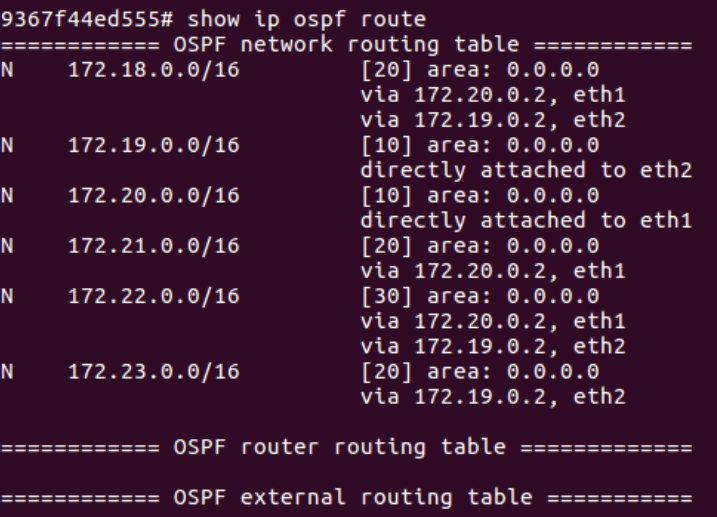 9367f44ed555# show ip ospf route
============ OSPF network routing table ============
N    172.18.0.0/16         [20] area: 0.0.0.0
                           via 172.20.0.2, eth1
                           via 172.19.0.2, eth2
N    172.19.0.0/16         [10] area: 0.0.0.0
                           directly attached to eth2
N    172.20.0.0/16         [10] area: 0.0.0.0
                           directly attached to eth1
N    172.21.0.0/16         [20] area: 0.0.0.0
                           via 172.20.0.2, eth1
N    172.22.0.0/16         [30] area: 0.0.0.0
                           via 172.20.0.2, eth1
                           via 172.19.0.2, eth2
N    172.23.0.0/16         [20] area: 0.0.0.0
                           via 172.19.0.2, eth2

============ OSPF router routing table =============

============ OSPF external routing table ===========